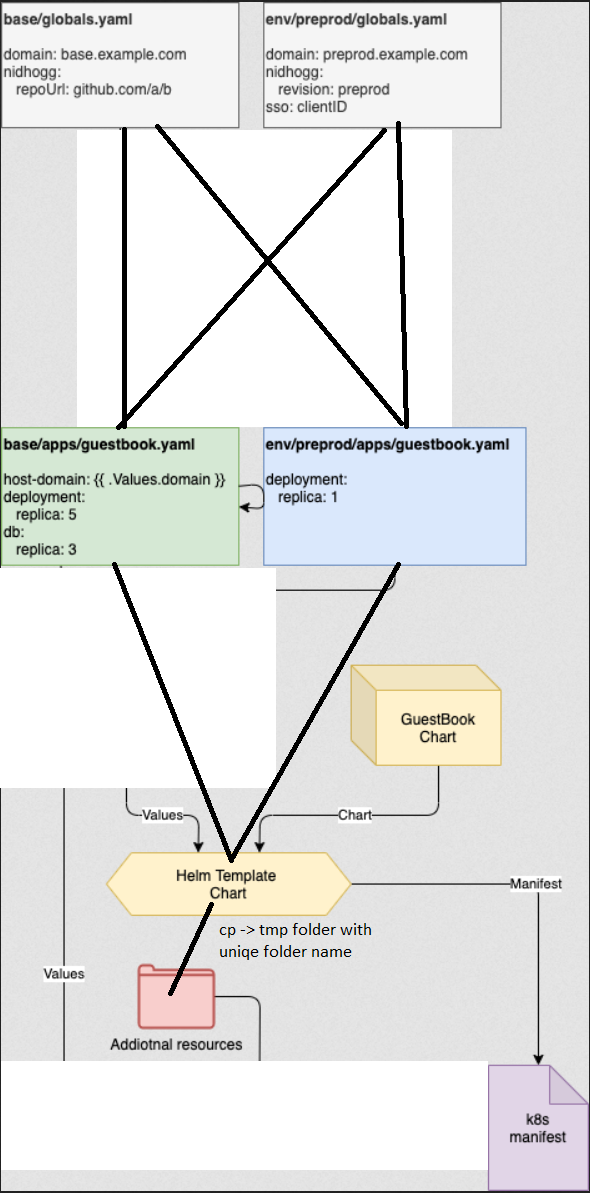 base/globals.yaml
domain: base.example.com
nidhogg:
repoUrl: github.com/a/b
env/preprod/globals.yaml
domain: preprod.example.com
nidhogg:
revision: preprod
sso: clientID
base/apps/guestbook.yaml
host-domain: {{ .Values.domain }}
deployment:
replica: 5
db:
replica: 3
env/preprod/apps/guestbook.yaml
deployment:
replica: 1
GuestBook
Chart
Values
Chart
Helm Template
Chart
Manifest
cp -> tmp folder with
uniqe folder name
Values
Addiotnal resources
k8s
manifest